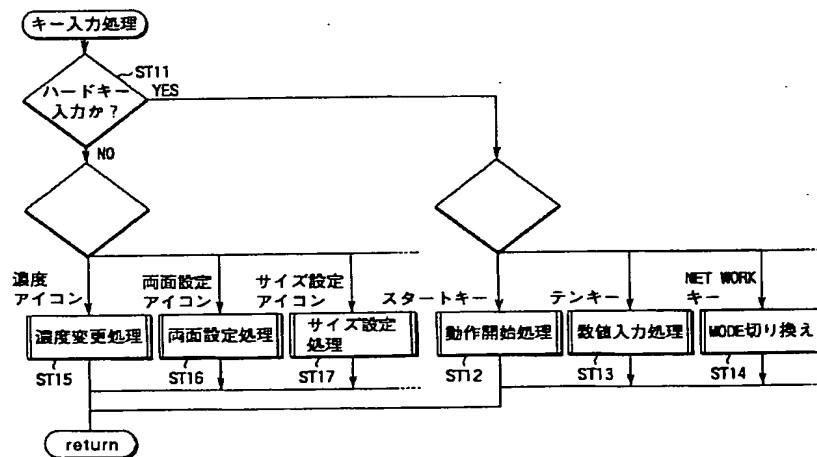 キー入力処理
ST11
ハードキー
入力か？
YES
NO
濃度
アイコン
両面設定
アイコン
サイズ設定
アイコン
スタートキー
テンキー
NET WORK
キー
濃度変更処理
両面設定処理
サイズ設定
処理
動作開始処理
数値入力処理
MODE切り換え
ST15
ST16
ST17
ST12
ST13
ST14
return